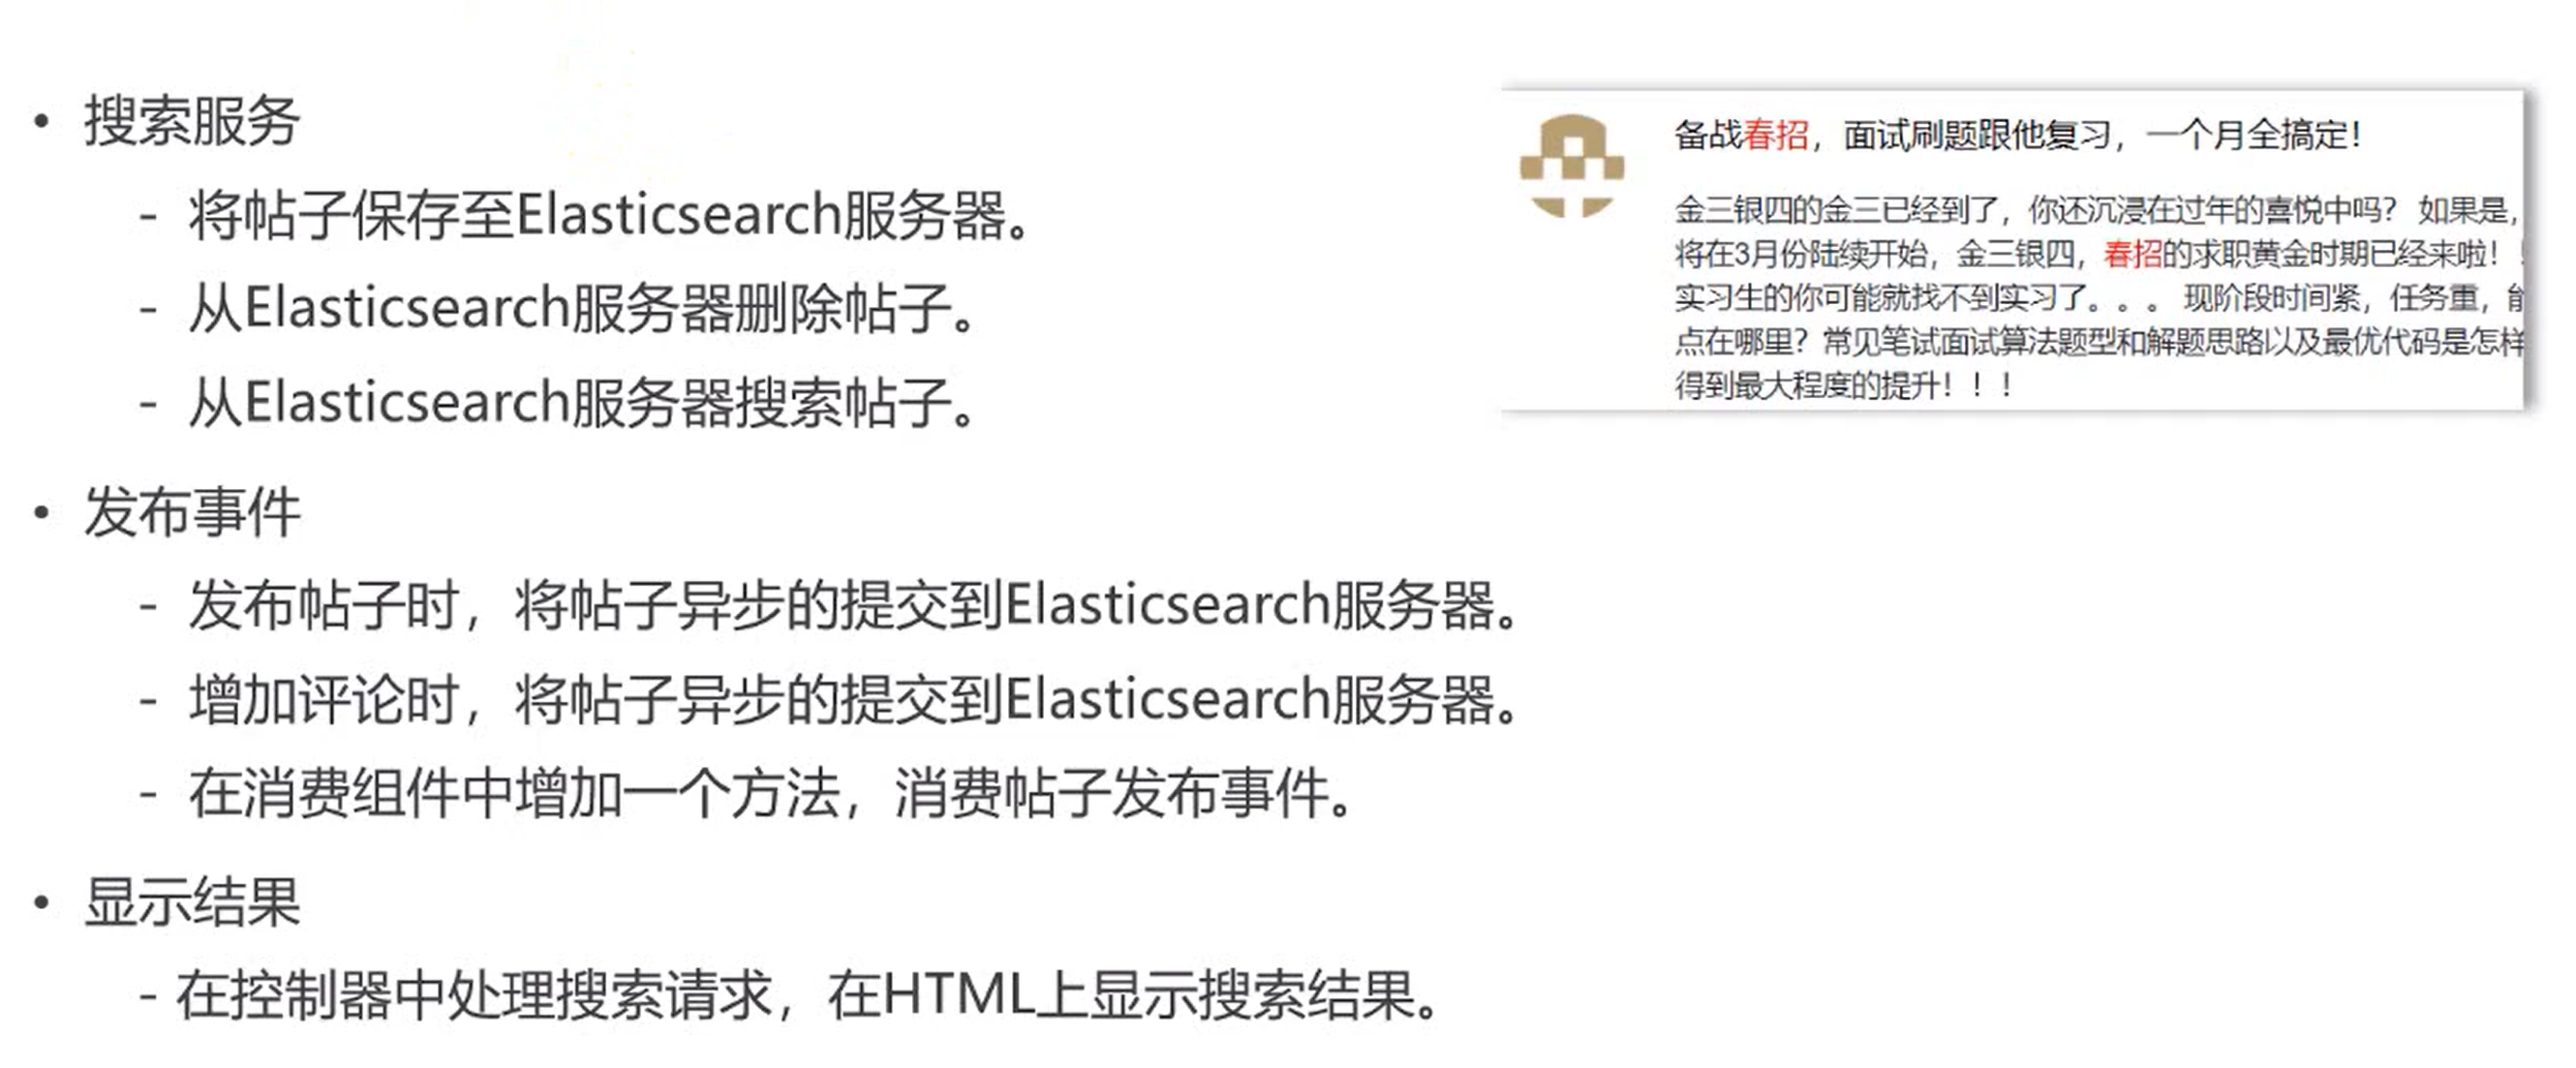 • 搜索服务
- 将帖子保存至Elasticsearch服务器。
- 从Elasticsearch服务器删除帖子。
- 从Elasticsearch服务器搜索帖子。
• 发布事件
- 发布帖子时，将帖子异步的提交到Elasticsearch服务器。
- 增加评论时，将帖子异步的提交到Elasticsearch服务器。
- 在消费组件中增加一个方法，消费帖子发布事件。
• 显示结果
- 在控制器中处理搜索请求，在HTML上显示搜索结果。
备战春招，面试刷题跟他复习，一个月全搞定！
金三银四的金三已经到了，你还沉浸在过年的喜悦中吗？ 如果是，
将在3月份陆续开始，金三银四，春招的求职黄金时期已经来啦！
实习生的你可能就找不到实习了。。。 现阶段时间紧，任务重，
点在哪里？常见笔试面试算法题型和解题思路以及最优代码是怎样
得到最大程度的提升！！！